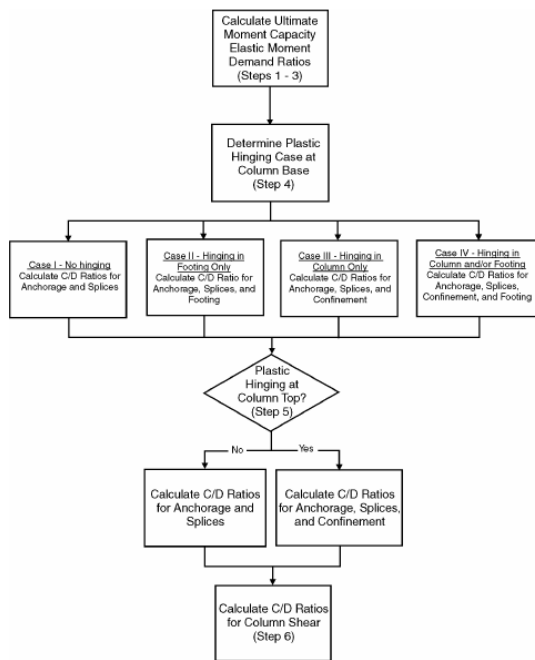 Calculate Ultimate
Moment Capacity
Elastic Moment
Demand Ratios
(Steps 1 - 3)
Determine Plastic
Hinging Case at
Column Base
(Step 4)
Case I - No hinging
Calculate C/D Ratios for
Anchorage and Splices
Case II - Hinging in
Footing Only
Calculate C/D Ratio for
Anchorage, Splices, and
Footing
Case III - Hinging in
Column Only
Calculate C/D Ratios for
Anchorage, Splices, and
Confinement
Case IV - Hinging in
Column and/or Footing
Calculate C/D Ratios for
Anchorage, Splices,
Confinement, and Footing
Plastic
Hinging at
Column Top?
(Step 5)
No
Yes
Calculate C/D Ratios
for Anchorage and
Splices
Calculate C/D Ratios
for Anchorage, Splices,
and Confinement
Calculate C/D Ratios
for Column Shear
(Step 6)